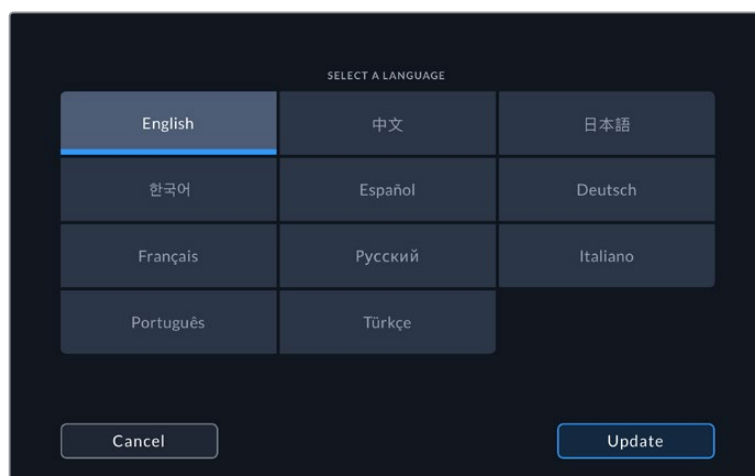 SELECT A LANGUAGE
English 中文 日本語
한국어 Español Deutsch
Français Русский Italiano
Português Türkçe
Cancel Update